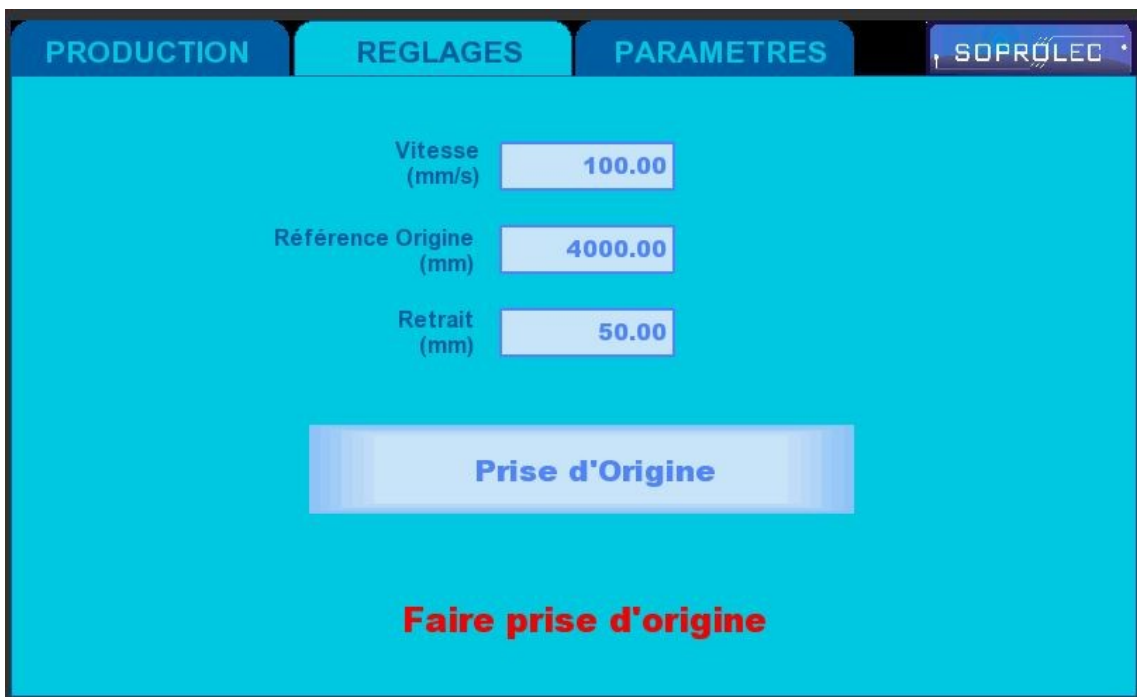 PRODUCTION REGLAGES PARAMETRES SOPROLEC
Vitesse
(mm/s)
100.00
Référence Origine
(mm)
4000.00
Retrait
(mm)
50.00
Prise d'Origine
Faire prise d'origine